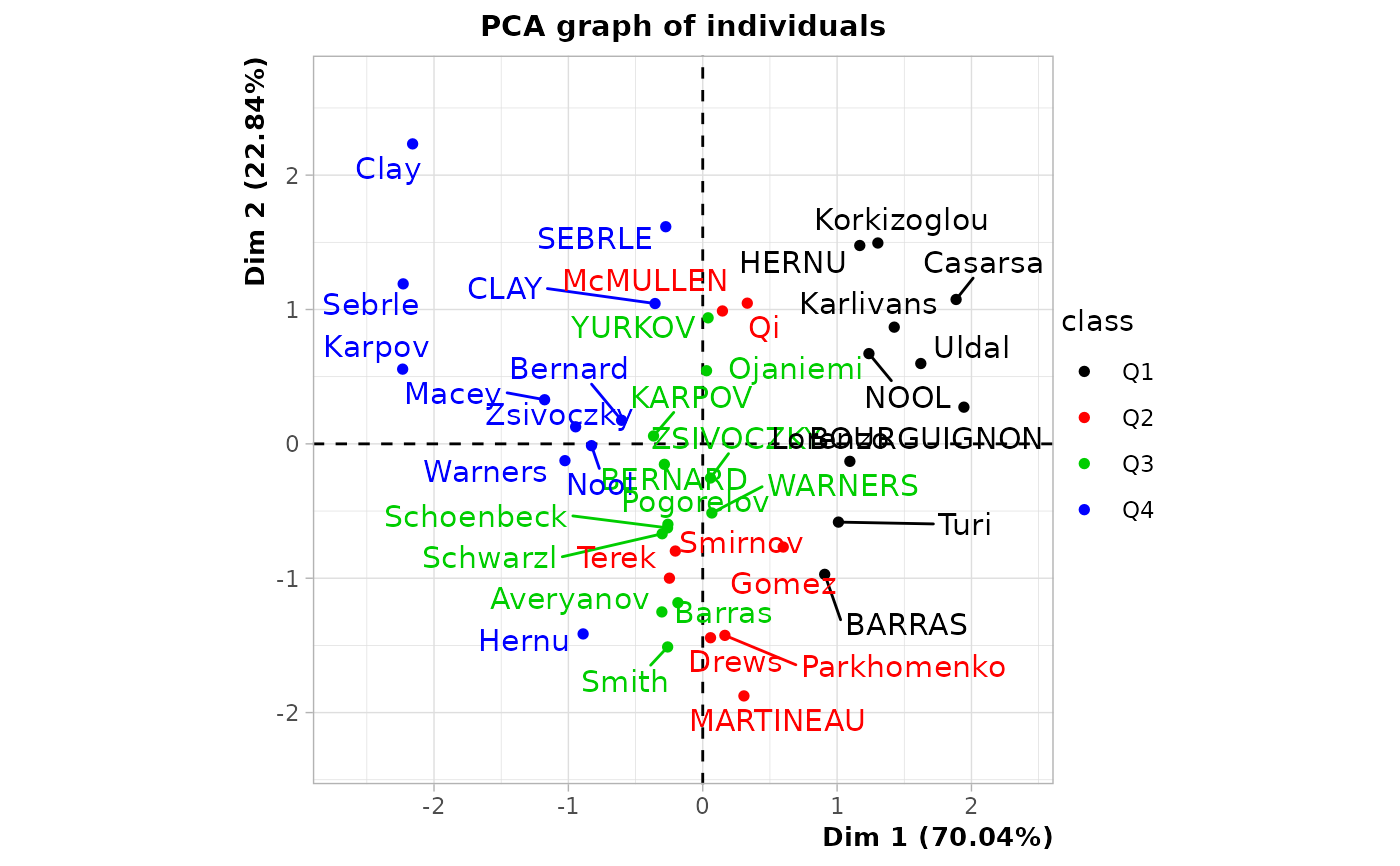 PCA graph of individuals
Dim 2 (22.84%)
2
1
0
-1
-2
Clay
Korkizoglou
SEBRLE
HERNU
Casarsa
McMULLEN
CLAY
Sebrle
Karlivans
YURKOV
Qi
Karpov
Uldal
Bernard
Ojaniemi
Macey
KARPOV
NOOL
Zsivoczky
ZSIVOCZKY
Lorenzo
BOURGUIGNON
Warners
BERNARD
Nool
WARNERS
Pogorelov
Schoenbeck
Turi
Smirnov
Schwarzl
Terek
Gomez
Averyanov
Barras
BARRAS
Hernu
Drews
Parkhomenko
Smith
MARTINEAU
-2
-1
0
1
2
Dim 1 (70.04%)
class
Q1
Q2
Q3
Q4